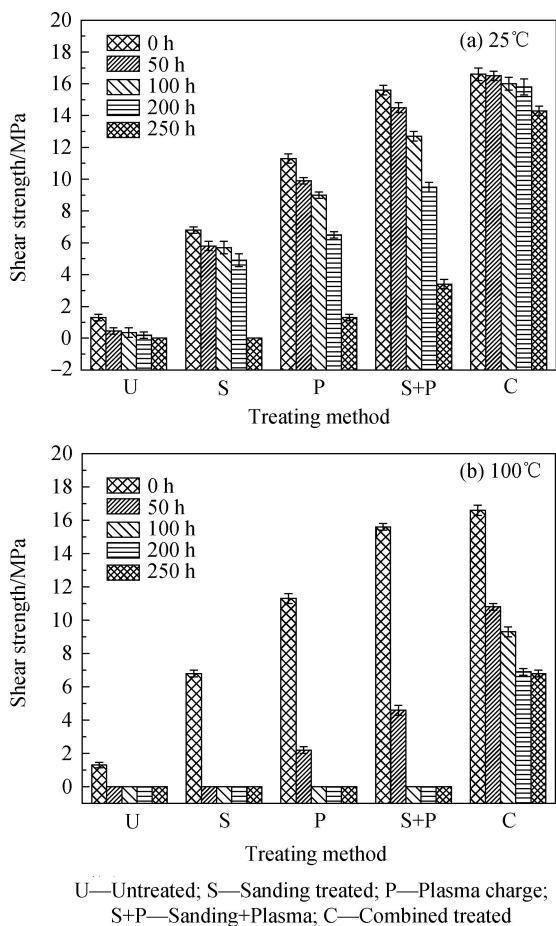 (a) 25℃
0 h
50 h
100 h
200 h
250 h
Shear strength/MPa
20
18
16
14
12
10
8
6
4
2
0
−2
U
S
P
S+P
C
Treating method
(b) 100℃
0 h
50 h
100 h
200 h
250 h
Shear strength/MPa
20
18
16
14
12
10
8
6
4
2
0
U
S
P
S+P
C
Treating method
U—Untreated; S—Sanding treated; P—Plasma charge;
S+P—Sanding+Plasma; C—Combined treated